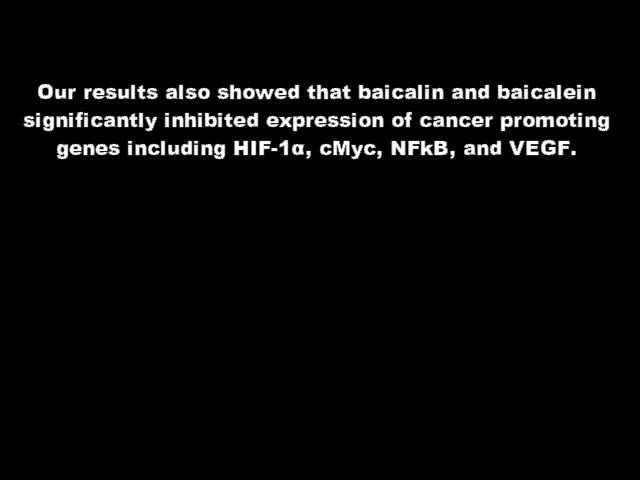 Our results also showed that baicalin and baicalein
significantly inhibited expression of cancer promoting
genes including HIF-1α, cMyc, NFkB, and VEGF.